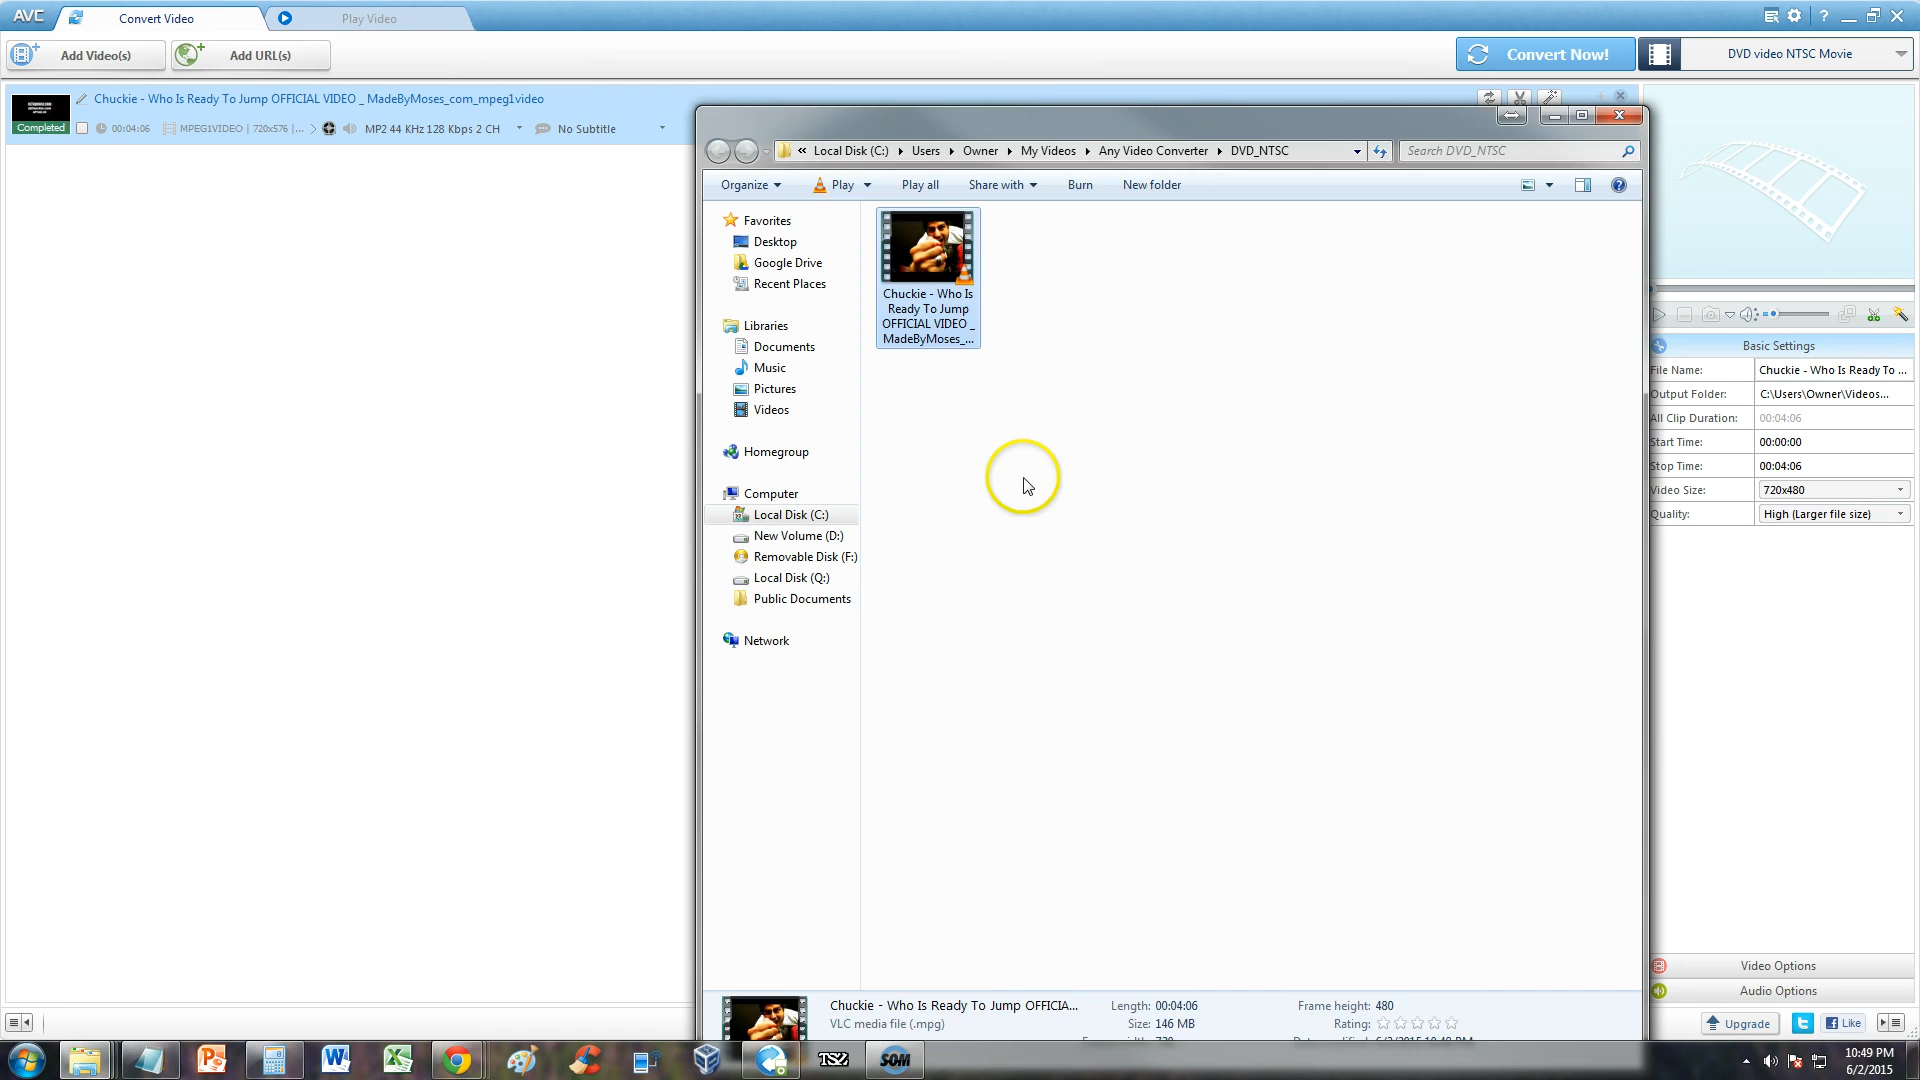 AVC
Convert Video
Play Video
Add Video(s)
Add URL(s)
Convert Now!
DVD video NTSC Movie
Completed
Chuckie - Who Is Ready To Jump OFFICIAL VIDEO _ MadeByMoses_com_mpeg1video
00:04:06
MPEG1VIDEO | 720x576 |...
MP2 44 KHz 128 Kbps 2 CH
No Subtitle
« Local Disk (C:) Users Owner My Videos Any Video Converter DVD_NTSC
Search DVD_NTSC
Organize
Play
Play all
Share with
Burn
New folder
Favorites
Desktop
Google Drive
Recent Places
Libraries
Documents
Music
Pictures
Videos
Homegroup
Computer
Local Disk (C:)
New Volume (D:)
Removable Disk (F:)
Local Disk (Q:)
Public Documents
Network
Chuckie - Who Is
Ready To Jump
OFFICIAL VIDEO _
MadeByMoses_...
Basic Settings
File Name: Chuckie - Who Is Ready To ...
Output Folder: C:\Users\Owner\Videos...
All Clip Duration: 00:04:06
Start Time: 00:00:00
Stop Time: 00:04:06
Video Size: 720x480
Quality: High (Larger file size)
Video Options
Audio Options
Upgrade
Like
Chuckie - Who Is Ready To Jump OFFICIA...
VLC media file (.mpg)
Length: 00:04:06
Size: 146 MB
Frame height: 480
Rating:
TS2
SOM
10:49 PM
6/2/2015